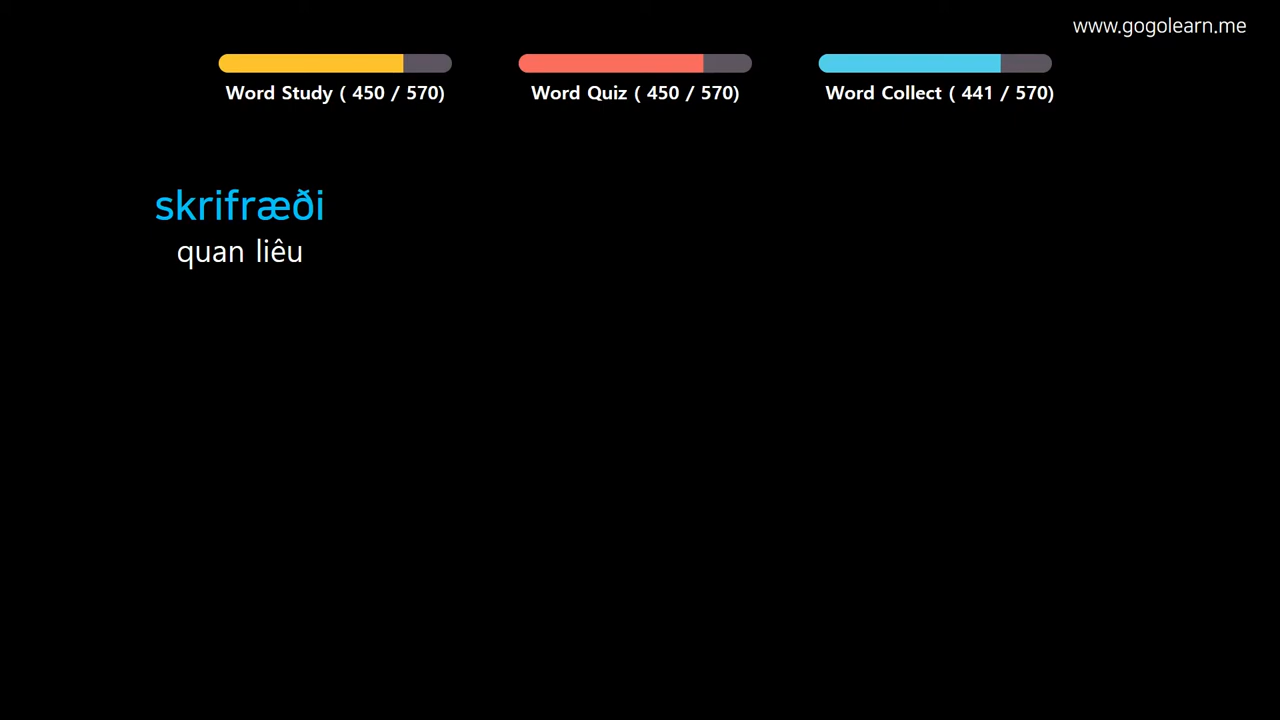 www.gogolearn.me
Word Study ( 450 / 570)
Word Quiz ( 450 / 570)
Word Collect ( 441 / 570)
skrifræði
quan liêu